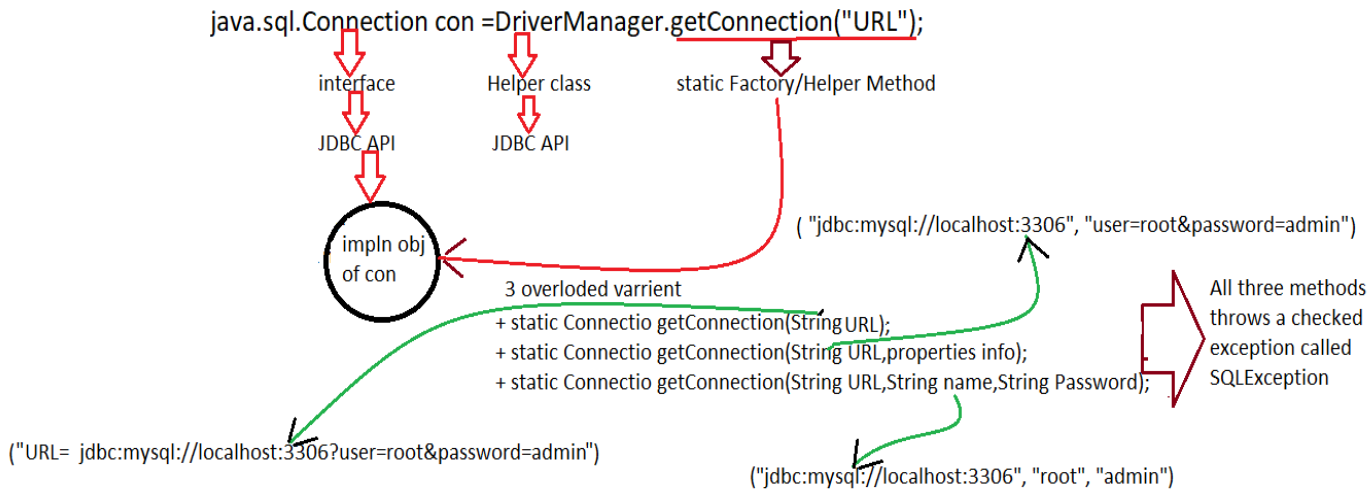 java.sql.Connection con =DriverManager.getConnection("URL");
interface
Helper class
static Factory/Helper Method
JDBC API
JDBC API
impln obj
of con
( "jdbc:mysql://localhost:3306", "user=root&password=admin")
3 overloded varrient
+ static Connectio getConnection(String URL);
+ static Connectio getConnection(String URL,properties info);
+ static Connectio getConnection(String URL,String name,String Password);
All three methods
throws a checked
exception called
SQLException
("URL= jdbc:mysql://localhost:3306?user=root&password=admin")
("jdbc:mysql://localhost:3306", "root", "admin")